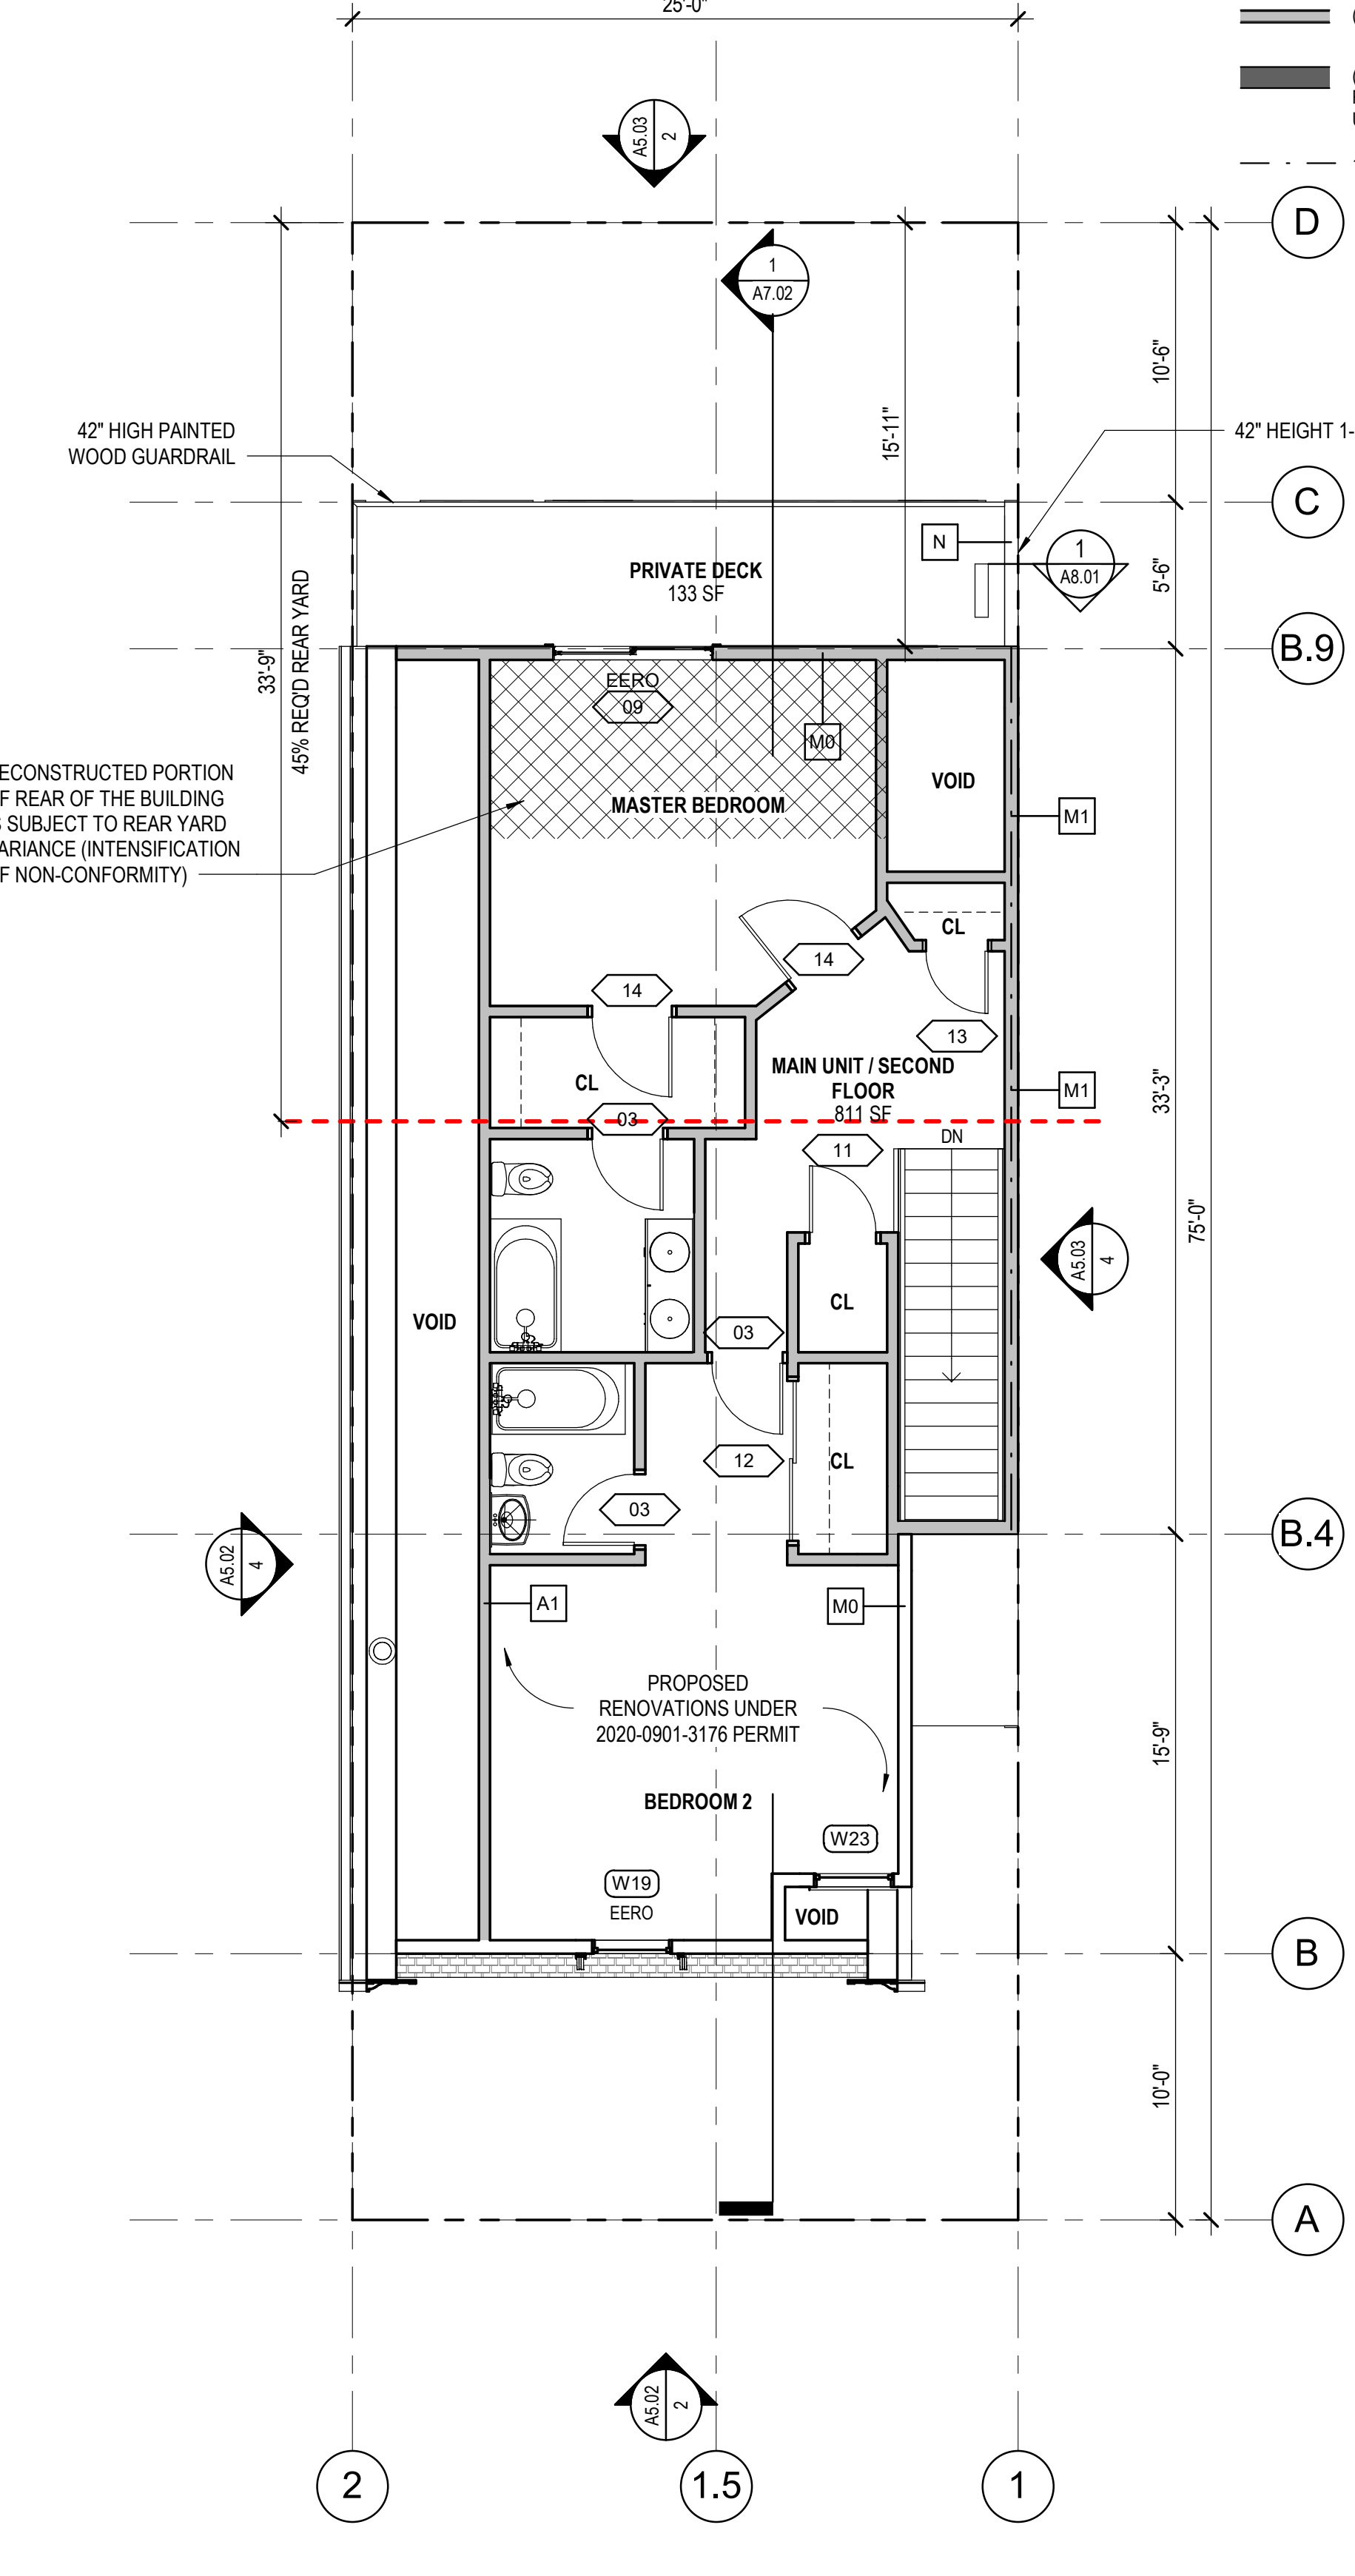 25'-0"
A5.03
2
D
1
A7.02
10'-6"
15'-11"
42" HIGH PAINTED
WOOD GUARDRAIL
42" HEIGHT 1-
C
N
1
A8.01
PRIVATE DECK
133 SF
5'-6"
33'-9"
45% REQ'D REAR YARD
B.9
EERO
09
M0
ECONSTRUCTED PORTION
F REAR OF THE BUILDING
S SUBJECT TO REAR YARD
ARIANCE (INTENSIFICATION
F NON-CONFORMITY)
MASTER BEDROOM
VOID
M1
CL
14
14
13
MAIN UNIT / SECOND
FLOOR
811 SF
CL
03
M1
33'-3"
DN
11
75'-0"
A5.03
4
VOID
CL
03
12
CL
03
B.4
A5.02
4
A1
M0
PROPOSED
RENOVATIONS UNDER
2020-0901-3176 PERMIT
15'-9"
BEDROOM 2
W23
W19
EERO
VOID
B
10'-0"
A
A5.02
2
2
1.5
1